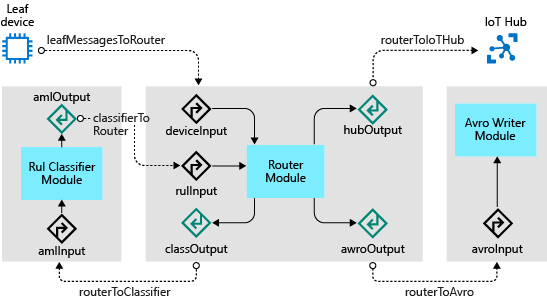 Leaf
device
IoT Hub
leafMessagesToRouter
routerToIoTHub
amlOutput
classifierTo
Router
deviceInput
hubOutput
Avro Writer
Module
Rul Classifier
Module
rulInput
Router
Module
amlInput
classOutput
awroOutput
avroInput
routerToClassifier
routerToAvro